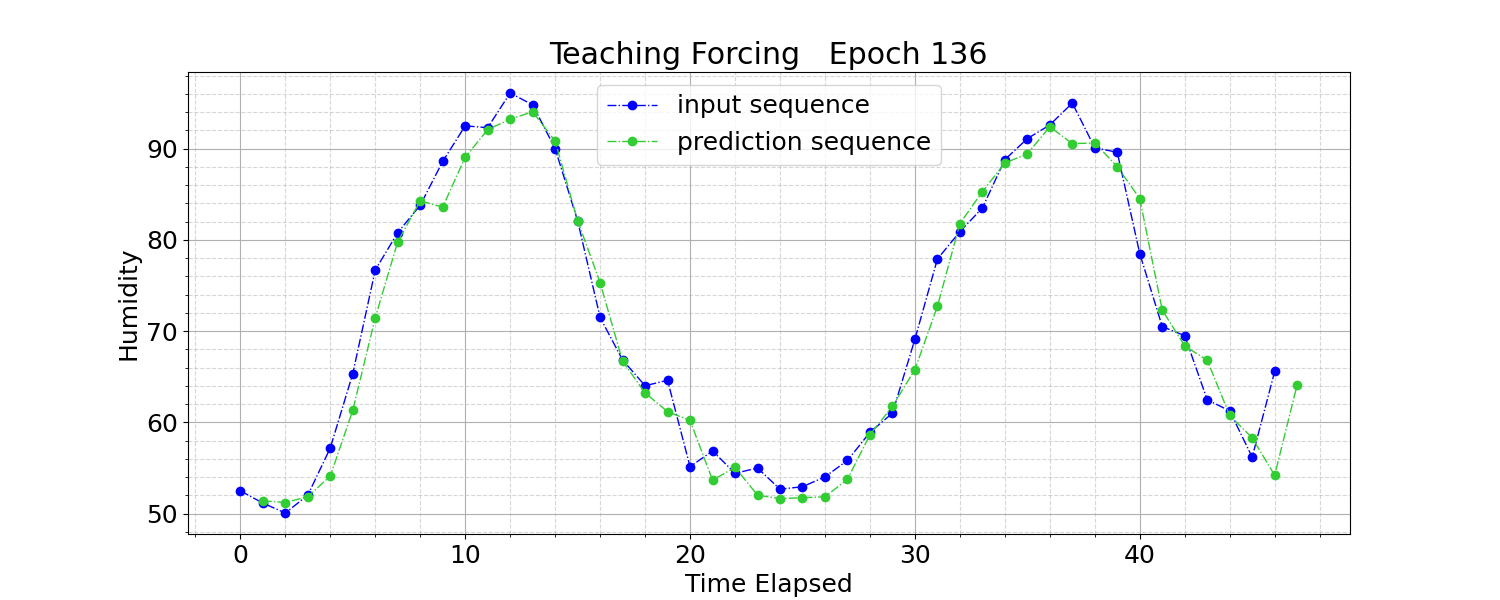 Teaching Forcing   Epoch 136
input sequence
prediction sequence
Humidity
90
80
70
60
50
0 10 20 30 40
Time Elapsed